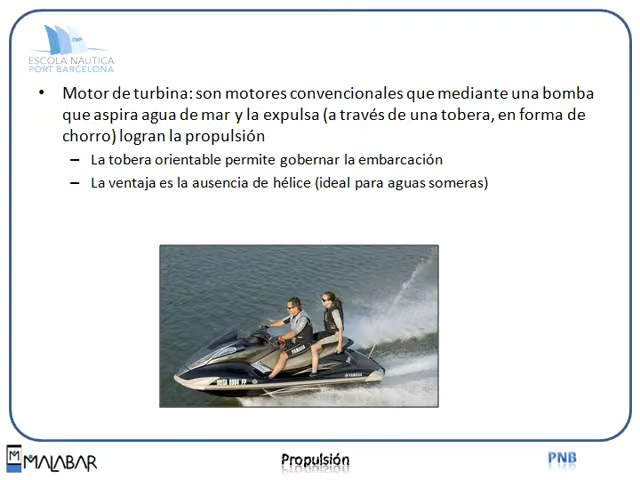 ESCOLA NÀUTICA
PORT BARCELONA
• Motor de turbina: son motores convencionales que mediante una bomba
que aspira agua de mar y la expulsa (a través de una tobera, en forma de
chorro) logran la propulsión
– La tobera orientable permite gobernar la embarcación
– La ventaja es la ausencia de hélice (ideal para aguas someras)
YAMAHA
MALABAR
Propulsión
PNB